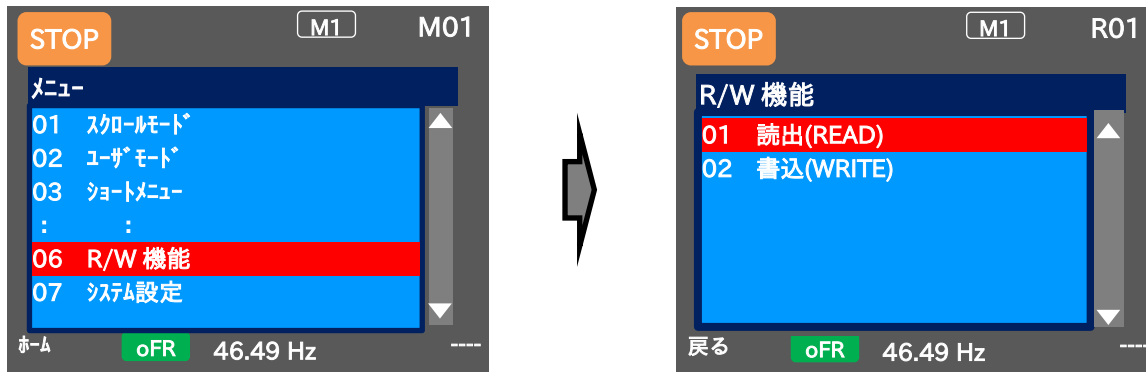 STOP M1 M01
ﾒﾆｭｰ
01 ｽｸﾛｰﾙﾓｰﾄﾞ
02 ﾕｰｻﾞﾓｰﾄﾞ
03 ｼｮｰﾄﾒﾆｭｰ
: :
06 R/W 機能
07 ｼｽﾃﾑ設定
ﾎｰﾑ oFR 46.49 Hz ----
STOP M1 R01
R/W 機能
01 読出(READ)
02 書込(WRITE)
戻る oFR 46.49 Hz ----